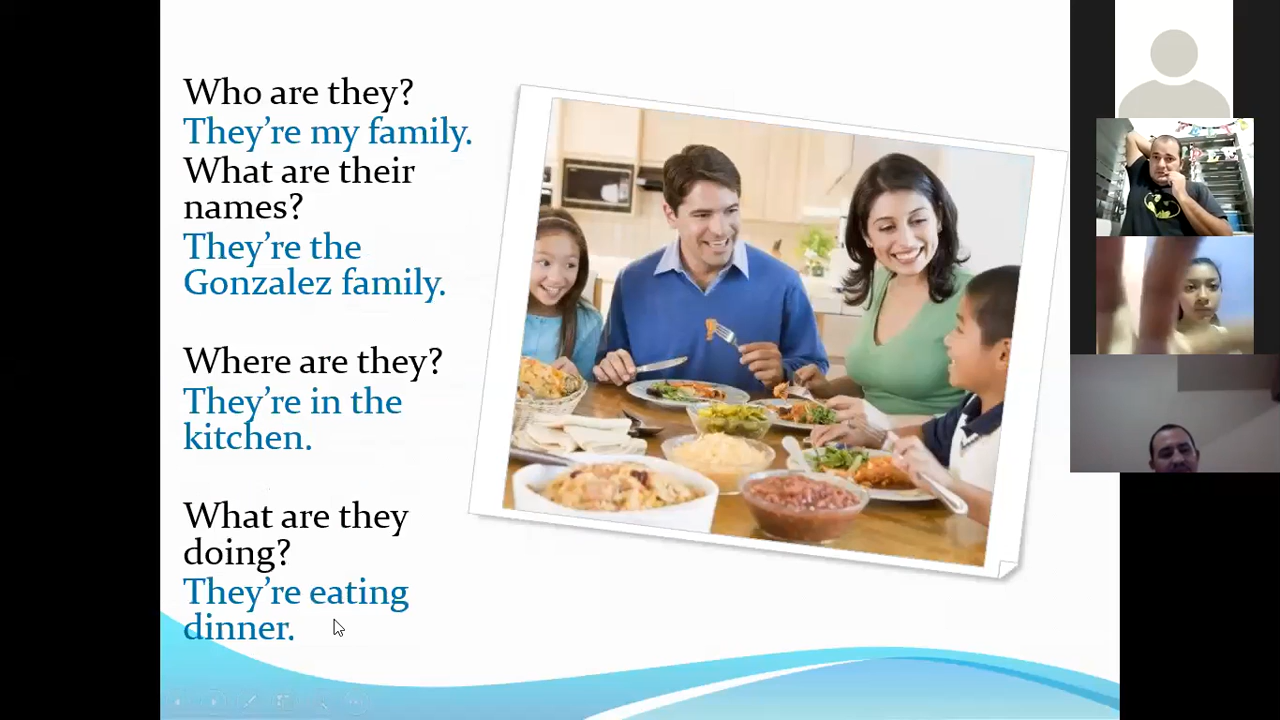 Who are they?
They're my family.
What are their
names?
They're the
Gonzalez family.
Where are they?
They're in the
kitchen.
What are they
doing?
They're eating
dinner.